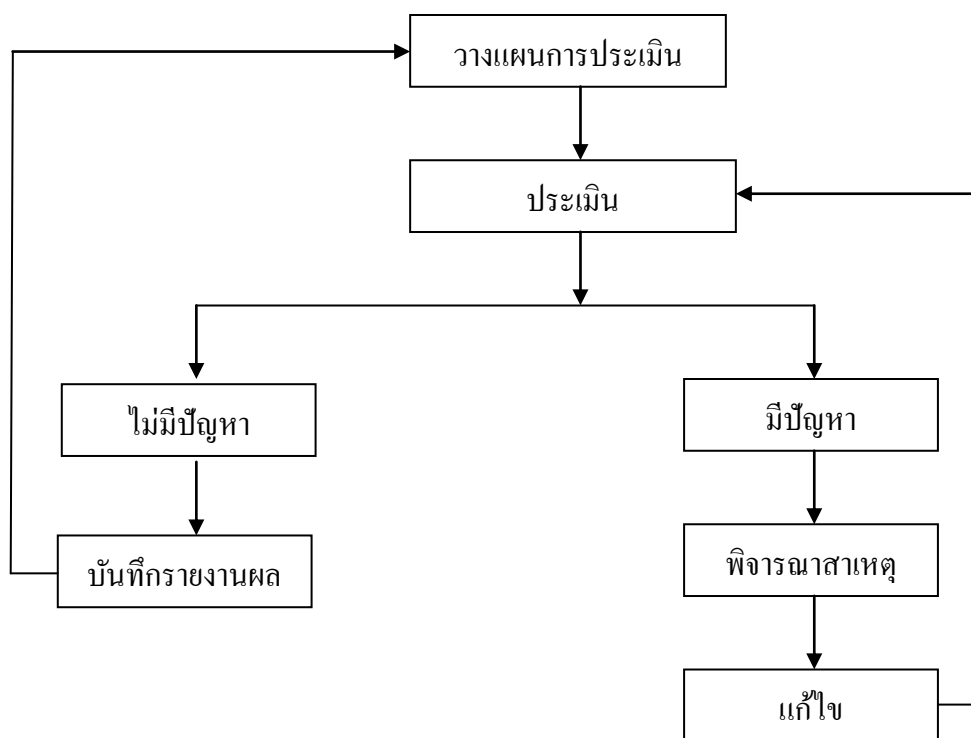 วางแผนการประเมิน
ประเมิน
ไม่มีปัญหา
มีปัญหา
บันทึกรายงานผล
พิจารณาสาเหตุ
แก้ไข